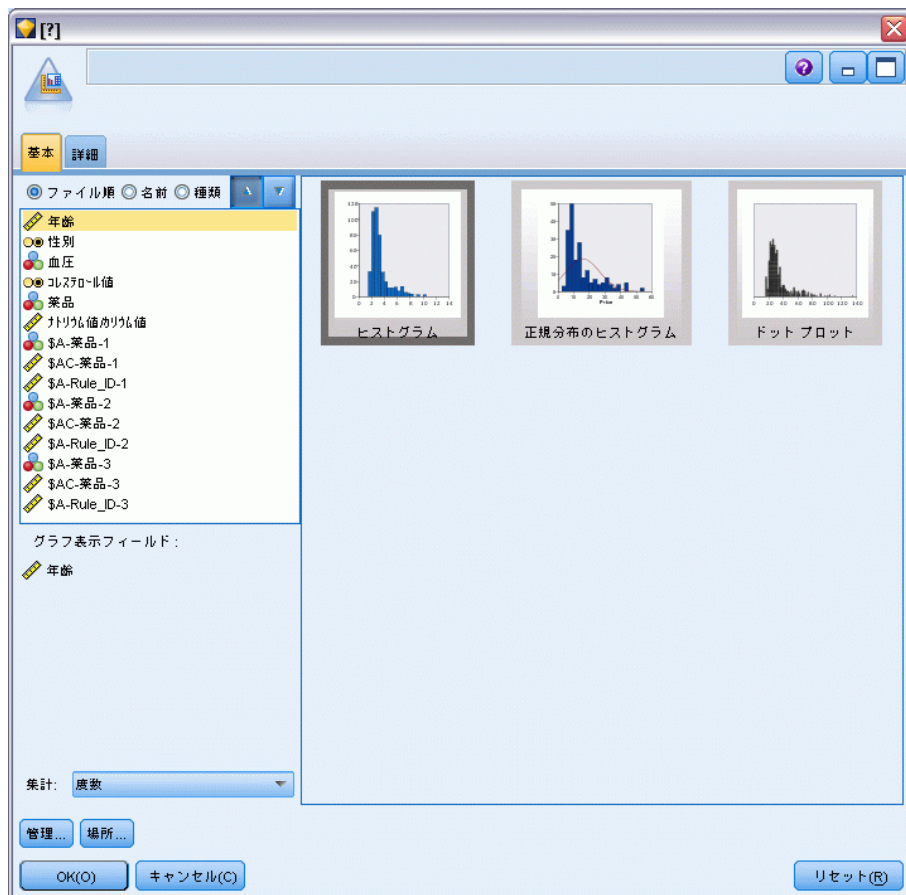 [?]
基本 詳細
ファイル順 名前 種類
年齢
性別
血圧
コレステロール値
薬品
ナトリウム値カリウム値
$A-薬品-1
$AC-薬品-1
$A-Rule_ID-1
$A-薬品-2
$AC-薬品-2
$A-Rule_ID-2
$A-薬品-3
$AC-薬品-3
$A-Rule_ID-3
グラフ表示フィールド:
年齢
ヒストグラム
正規分布のヒストグラム
ドット プロット
集計: 度数
管理... 場所...
OK(O) キャンセル(C) リセット(R)